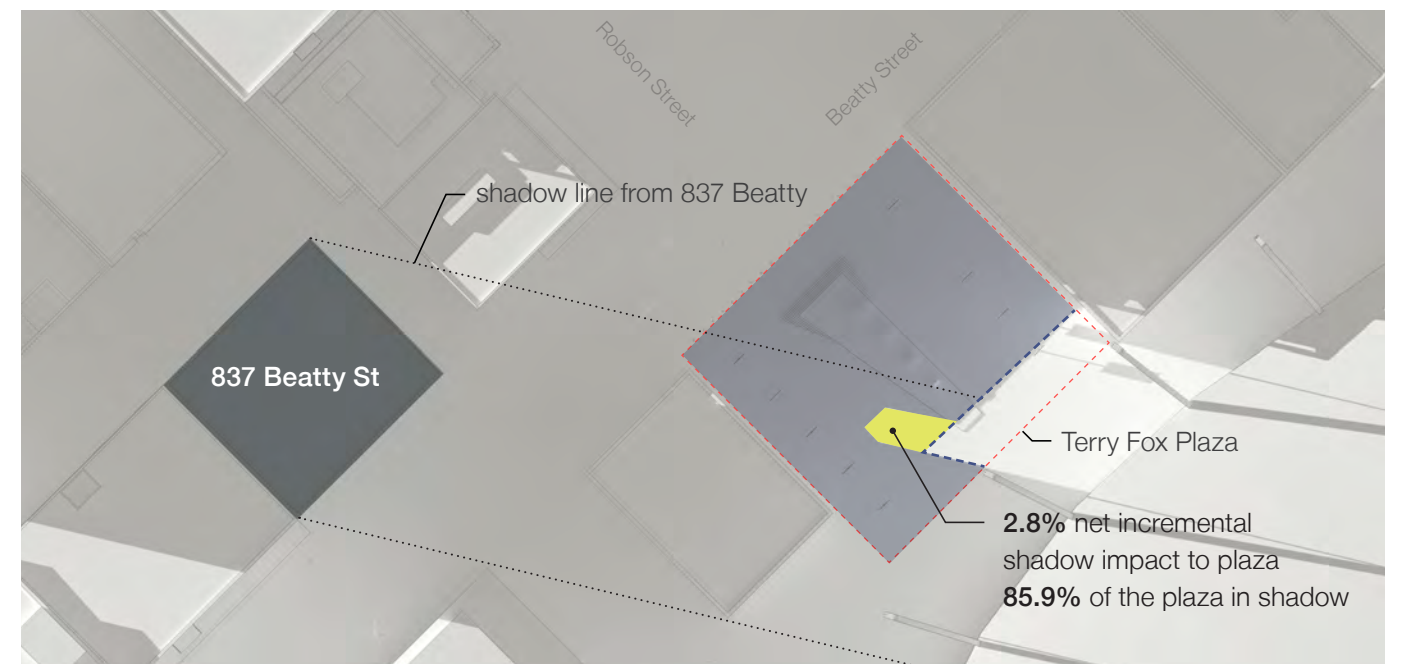 Robson Street
Beatty Street
shadow line from 837 Beatty
837 Beatty St
Terry Fox Plaza
2.8% net incremental
shadow impact to plaza
85.9% of the plaza in shadow